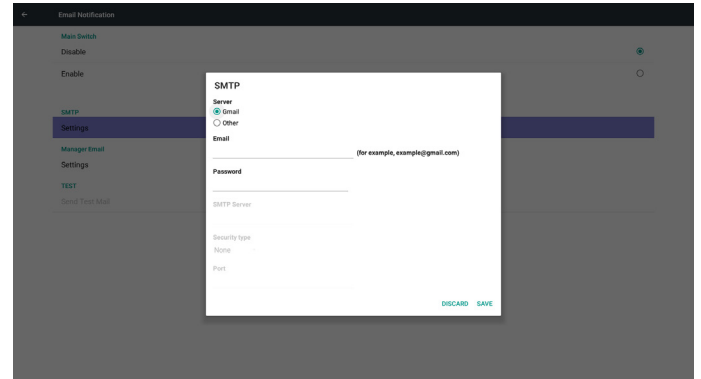 Email Notification
Main Switch
Disable
Enable
SMTP
Settings
Manager Email
Settings
TEST
Send Test Mail
SMTP
Server
Gmail
Other
Email
(for example, example@gmail.com)
Password
SMTP Server
Security type
None
Port
DISCARD SAVE